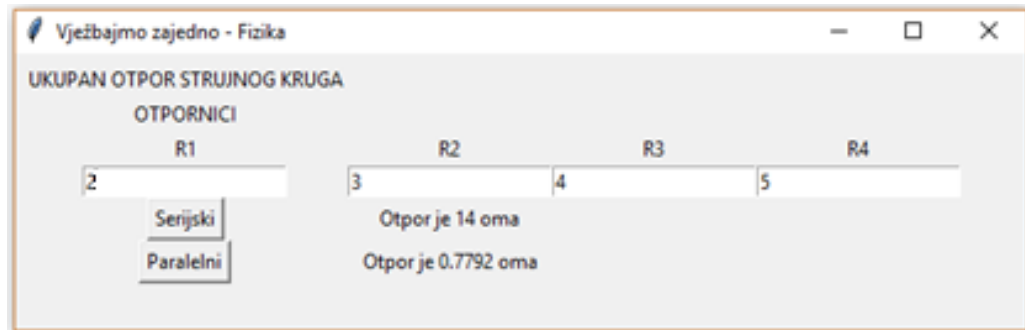 Vježbajmo zajedno - Fizika
UKUPAN OTPOR STRUJNOG KRUGA
OTPORNICI
R1 R2 R3 R4
2 3 4 5
Serijski Otpor je 14 oma
Paralelni Otpor je 0.7792 oma